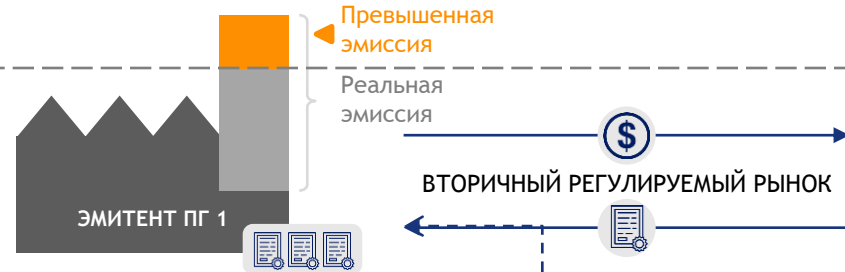 Превышенная
эмиссия
Реальная
эмиссия
$
ВТОРИЧНЫЙ РЕГУЛИРУЕМЫЙ РЫНОК
ЭМИТЕНТ ПГ 1